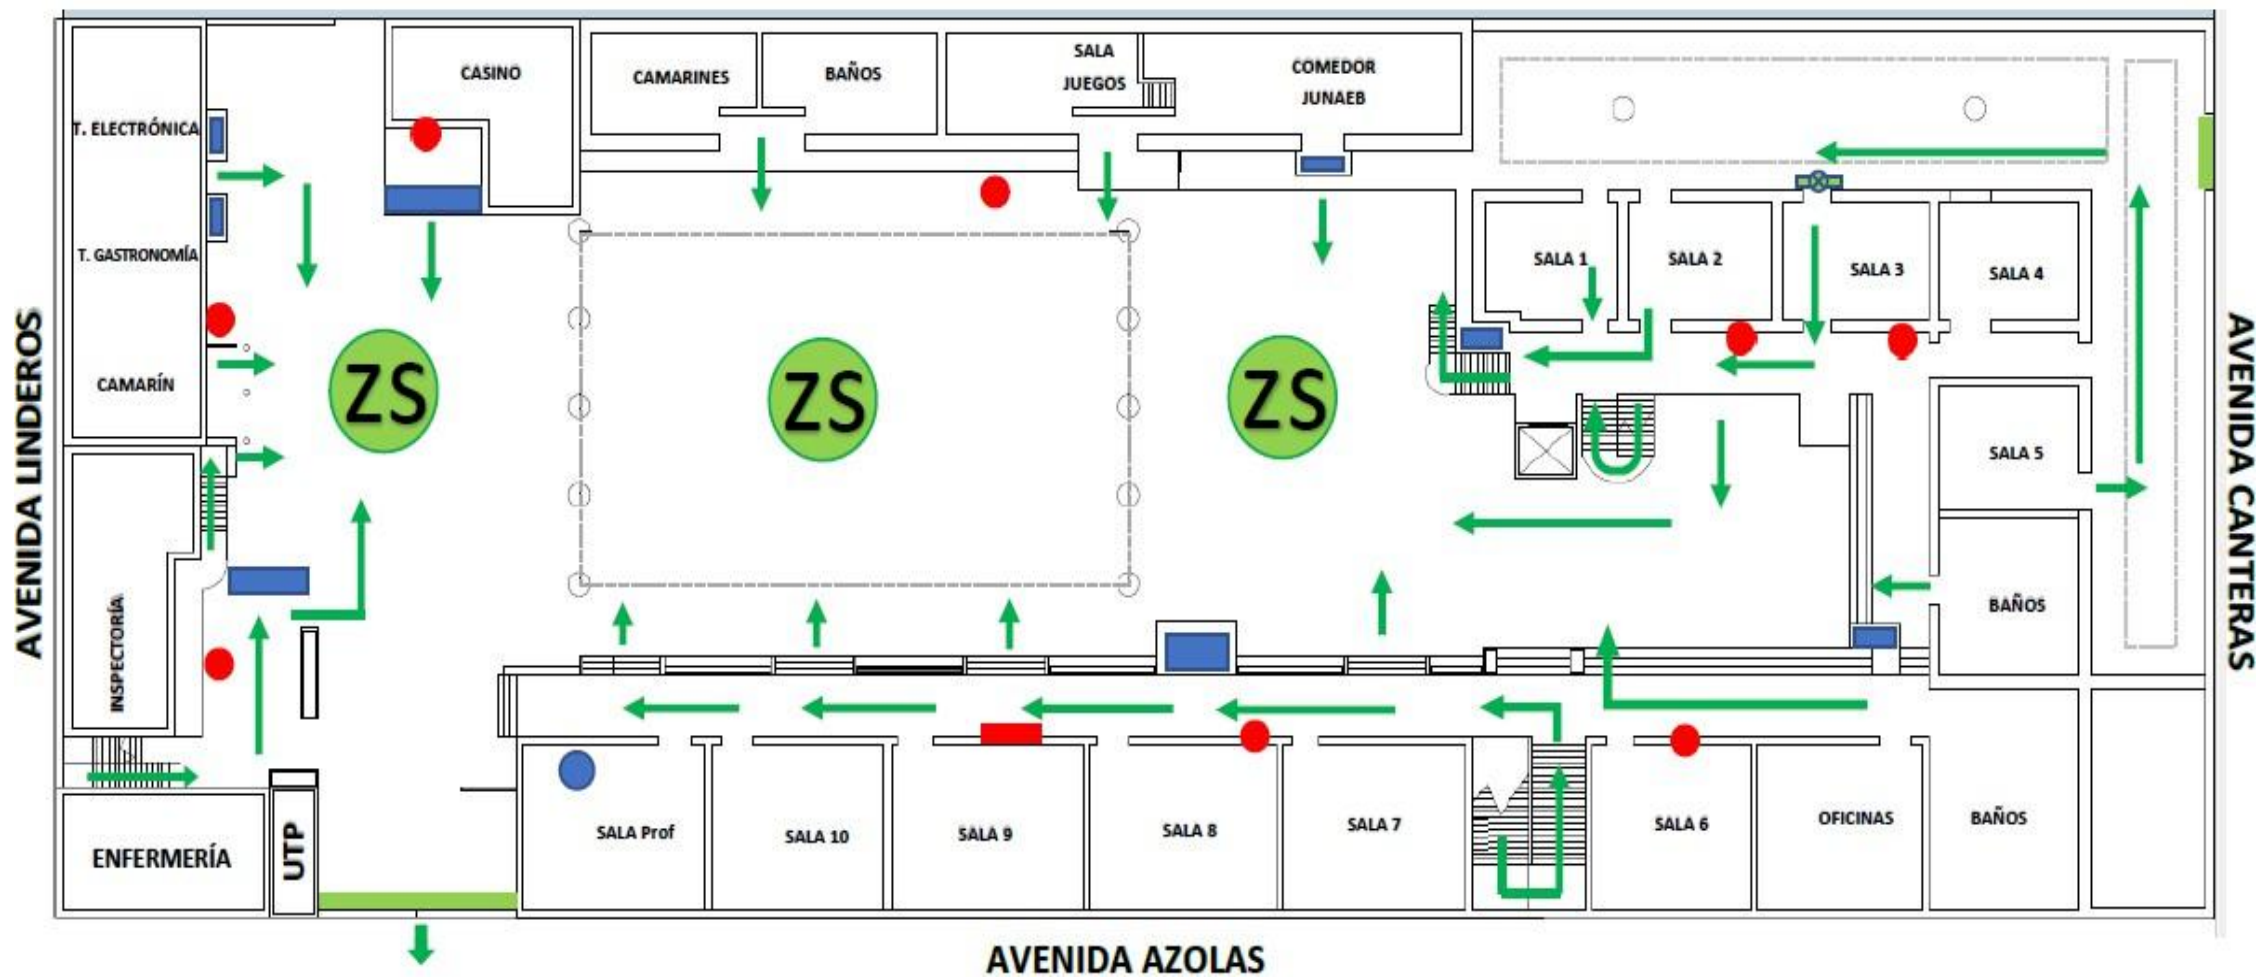 CASINO
CAMARINES
BAÑOS
SALA
JUEGOS
COMEDOR
JUNAEB
T. ELECTRÓNICA
T. GASTRONOMÍA
CAMARÍN
SALA 1
SALA 2
SALA 3
SALA 4
AVENIDA LINDEROS
ZS
ZS
ZS
AVENIDA CANTERAS
SALA 5
BAÑOS
INSPECTORÍA
ENFERMERÍA
UTP
SALA Prof
SALA 10
SALA 9
SALA 8
SALA 7
SALA 6
OFICINAS
BAÑOS
AVENIDA AZOLAS